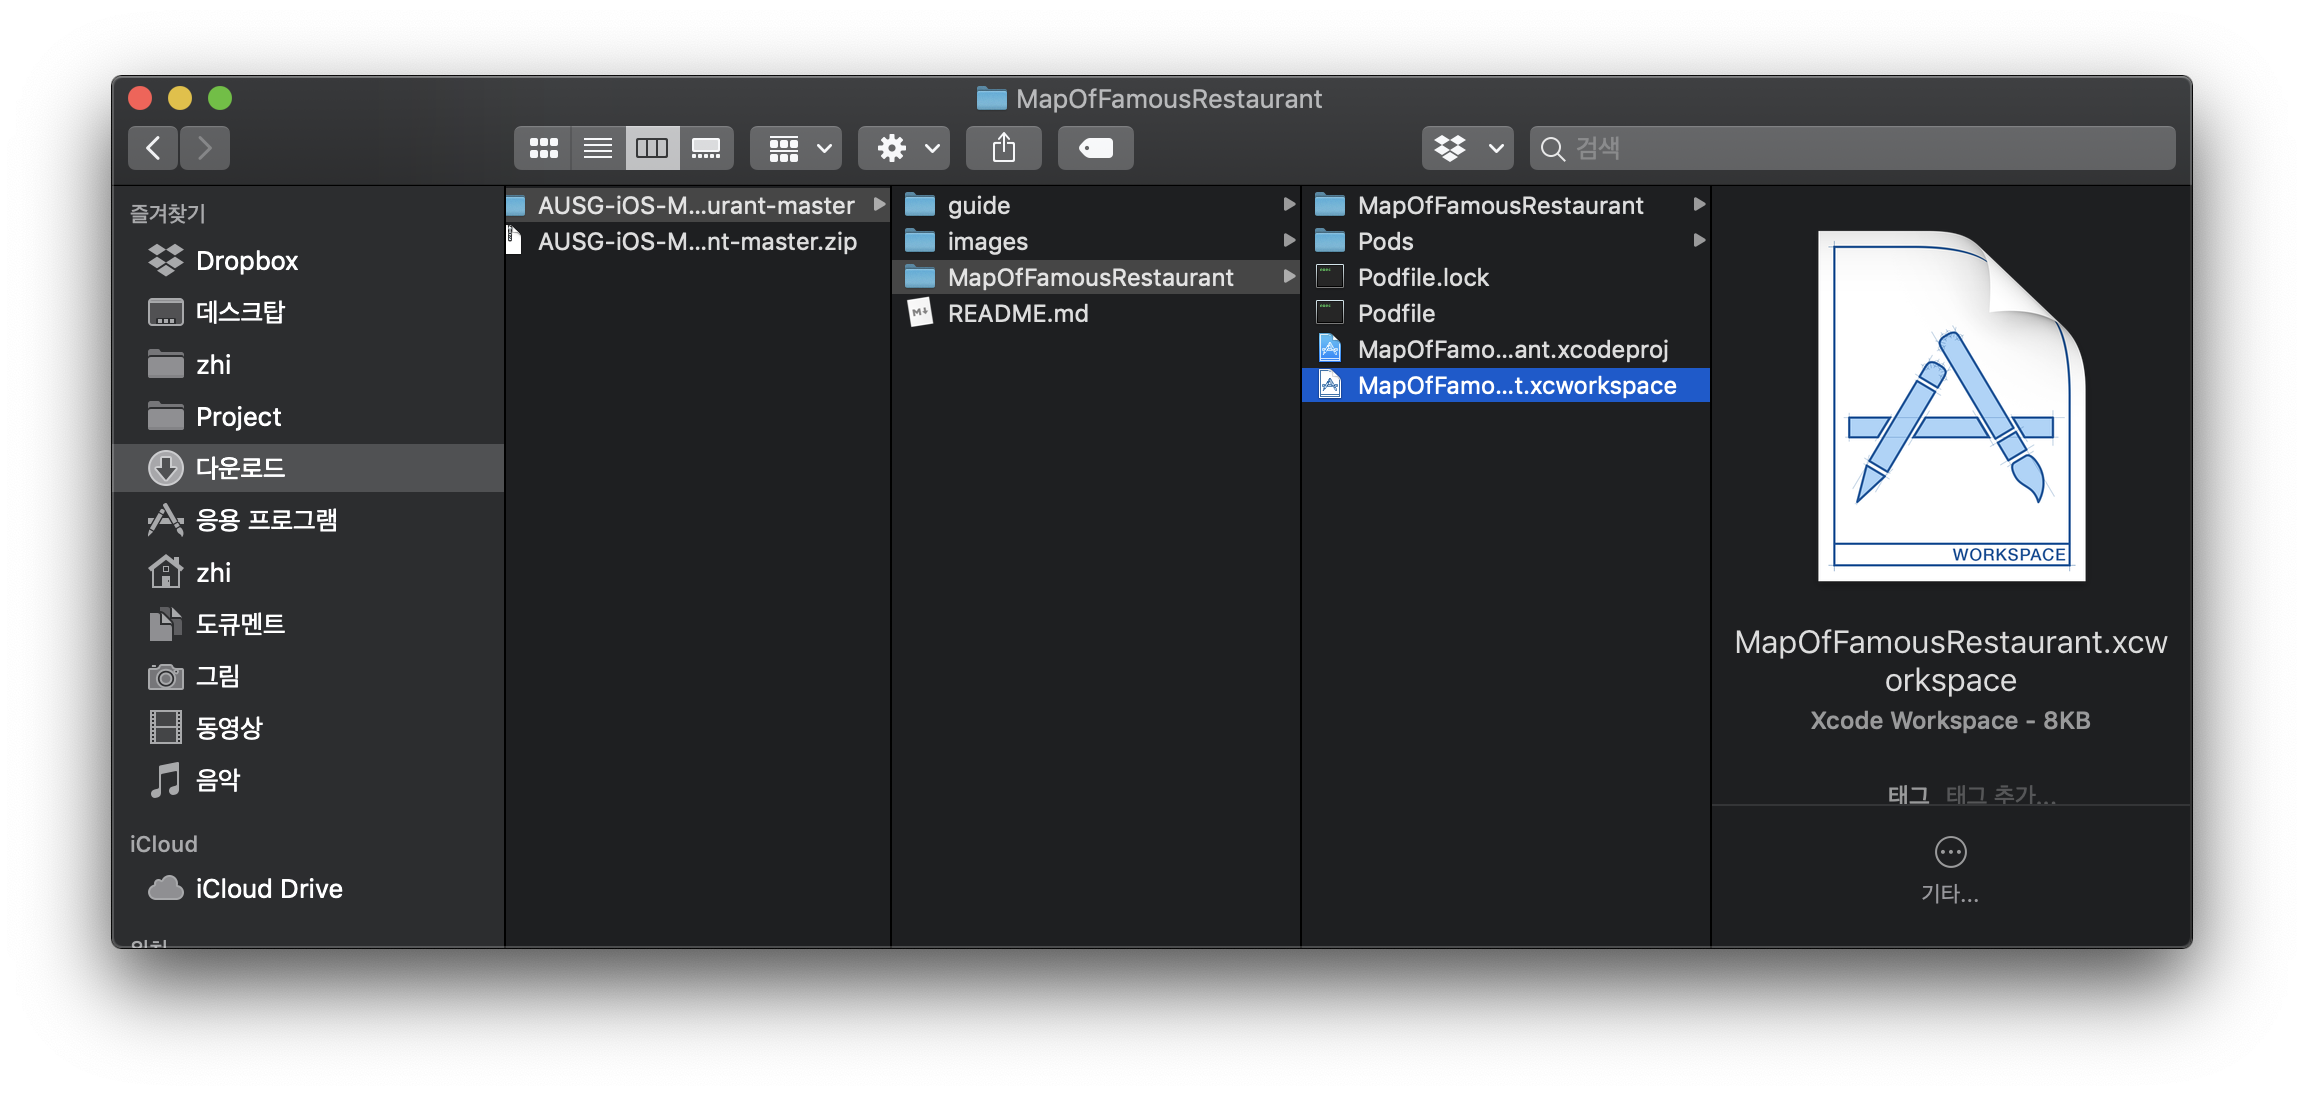 MapOfFamousRestaurant
검색
즐겨찾기
Dropbox
데스크탑
zhi
Project
다운로드
응용 프로그램
zhi
도큐멘트
그림
동영상
음악
iCloud
iCloud Drive
AUSG-iOS-M...urant-master
AUSG-iOS-M...nt-master.zip
guide
images
MapOfFamousRestaurant
README.md
MapOfFamousRestaurant
Pods
Podfile.lock
Podfile
MapOfFamo...ant.xcodeproj
MapOfFamo...t.xcworkspace
WORKSPACE
MapOfFamousRestaurant.xcw
orkspace
Xcode Workspace - 8KB
태그 태그 추가...
기타...